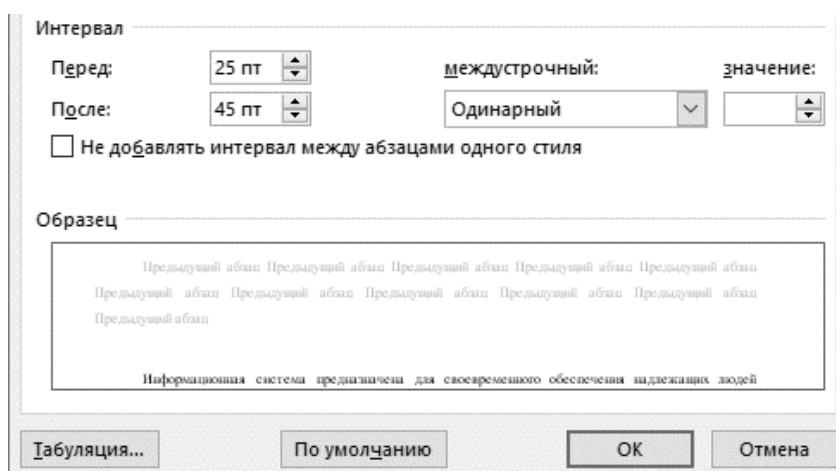 Интервал
Перед: 25 пт междустрочный: значение:
После: 45 пт Одинарный
Не добавлять интервал между абзацами одного стиля
Образец
Предыдущий абзац Предыдущий абзац Предыдущий абзац Предыдущий абзац Предыдущий абзац
Предыдущий абзац Предыдущий абзац Предыдущий абзац Предыдущий абзац Предыдущий абзац
Предыдущий абзац
Информационная система предназначена для своевременного обеспечения надлежащих людей
Табуляция... По умолчанию ОК Отмена